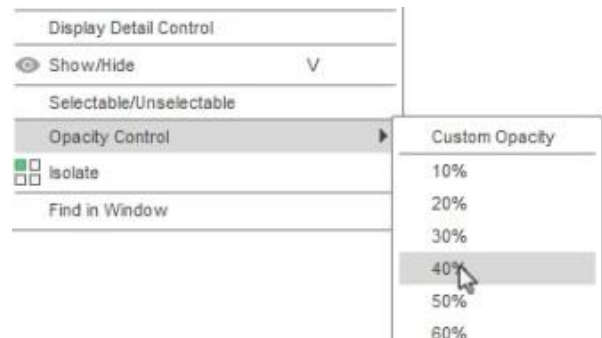 Display Detail Control
Show/Hide V
Selectable/Unselectable
Opacity Control
Isolate
Find in Window
Custom Opacity
10%
20%
30%
40%
50%
60%